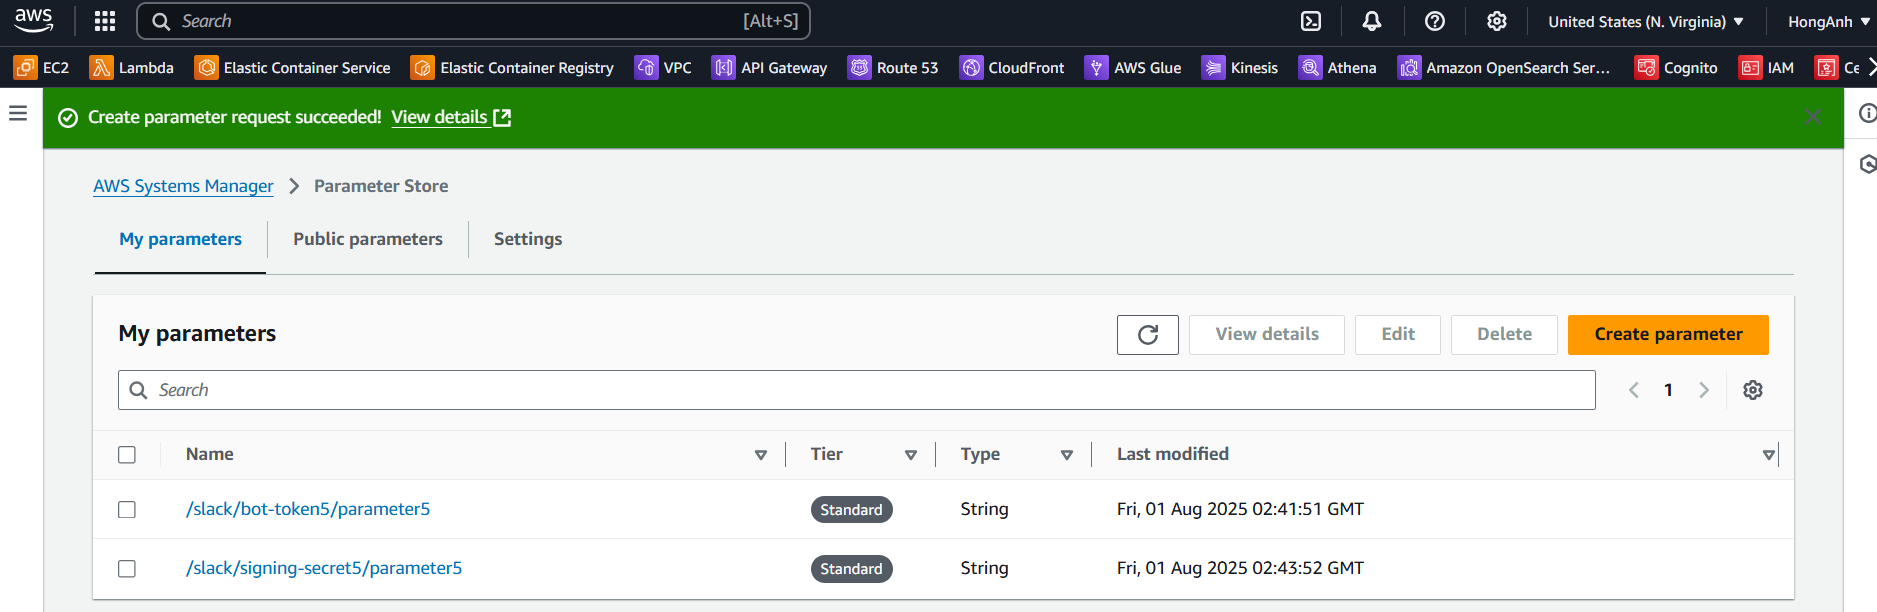 aws Search [Alt+S] United States (N. Virginia) HongAnh
EC2 Lambda Elastic Container Service Elastic Container Registry VPC API Gateway Route 53 CloudFront AWS Glue Kinesis Athena Amazon OpenSearch Ser... Cognito IAM Ce
Create parameter request succeeded! View details
AWS Systems Manager Parameter Store
My parameters Public parameters Settings
My parameters View details Edit Delete Create parameter
Search 1
Name Tier Type Last modified
/slack/bot-token5/parameter5 Standard String Fri, 01 Aug 2025 02:41:51 GMT
/slack/signing-secret5/parameter5 Standard String Fri, 01 Aug 2025 02:43:52 GMT